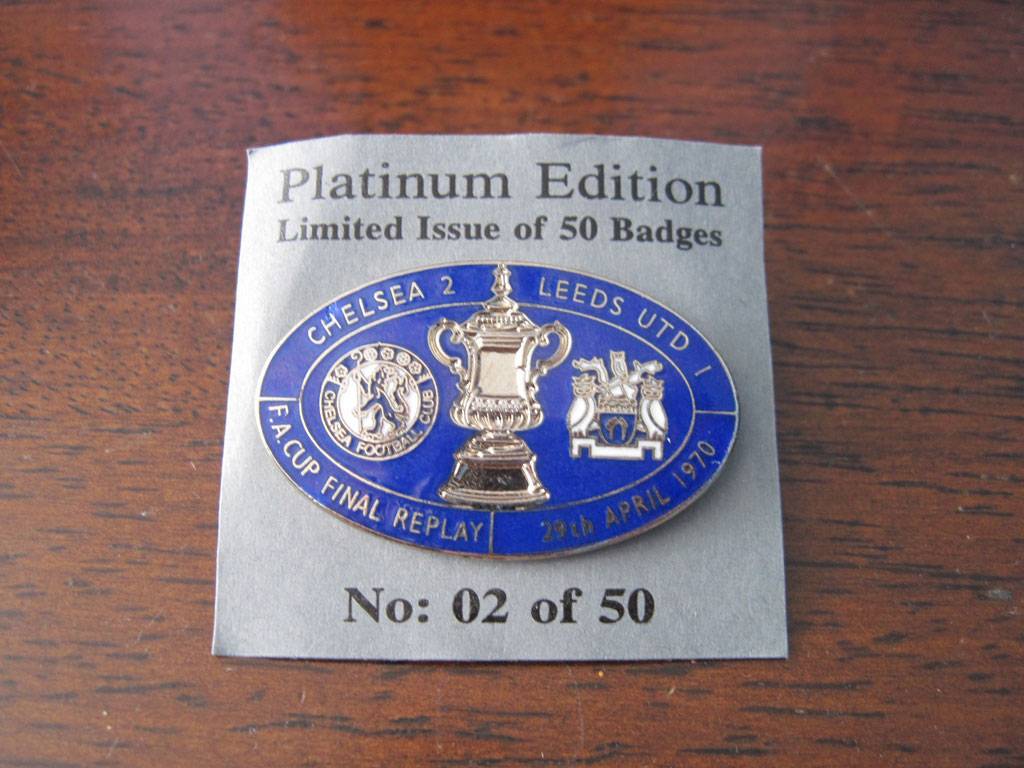 Platinum Edition
Limited Issue of 50 Badges
CHELSEA 2 LEEDS UTD 1
CHELSEA FOOTBALL CLUB
F.A.CUP FINAL REPLAY 29th APRIL 1970
No: 02 of 50